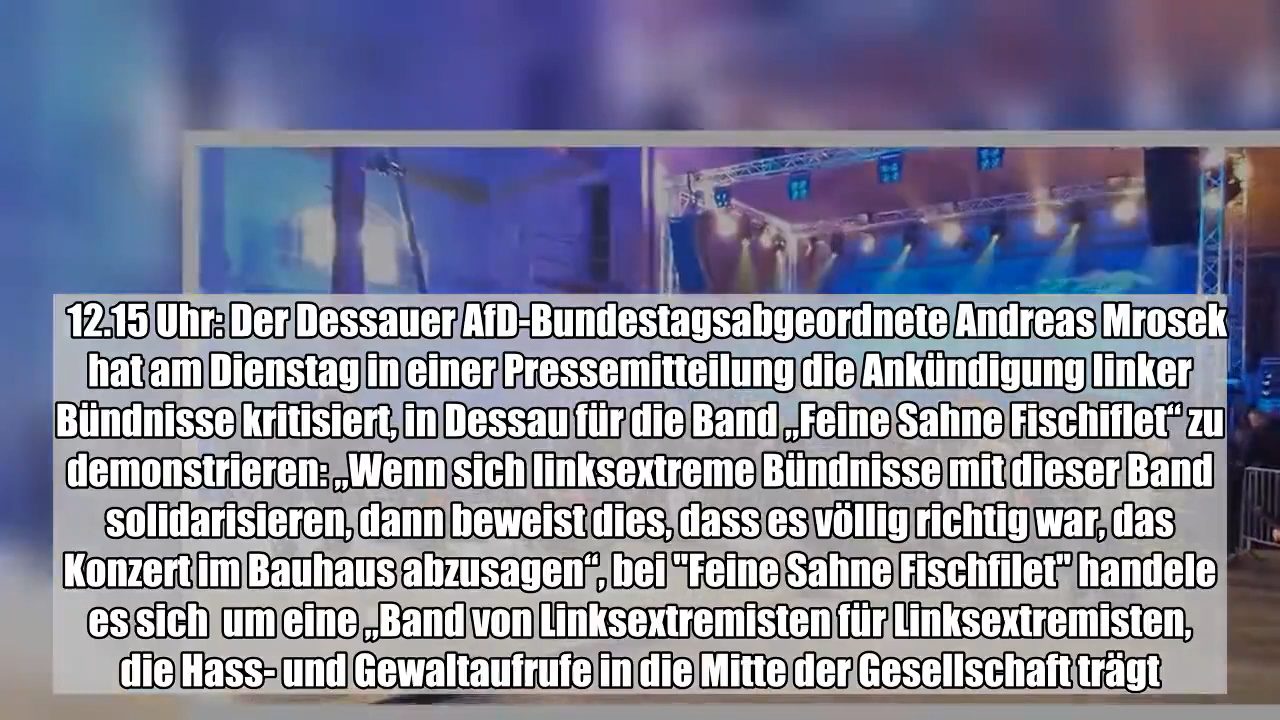 12.15 Uhr: Der Dessauer AfD-Bundestagsabgeordnete Andreas Mrosek
hat am Dienstag in einer Pressemitteilung die Ankündigung linker
Bündnisse kritisiert, in Dessau für die Band „Feine Sahne Fischiflet“ zu
demonstrieren: „Wenn sich linksextreme Bündnisse mit dieser Band
solidarisieren, dann beweist dies, dass es völlig richtig war, das
Konzert im Bauhaus abzusagen“, bei "Feine Sahne Fischfilet" handele
es sich  um eine „Band von Linksextremisten für Linksextremisten,
die Hass- und Gewaltaufrufe in die Mitte der Gesellschaft trägt